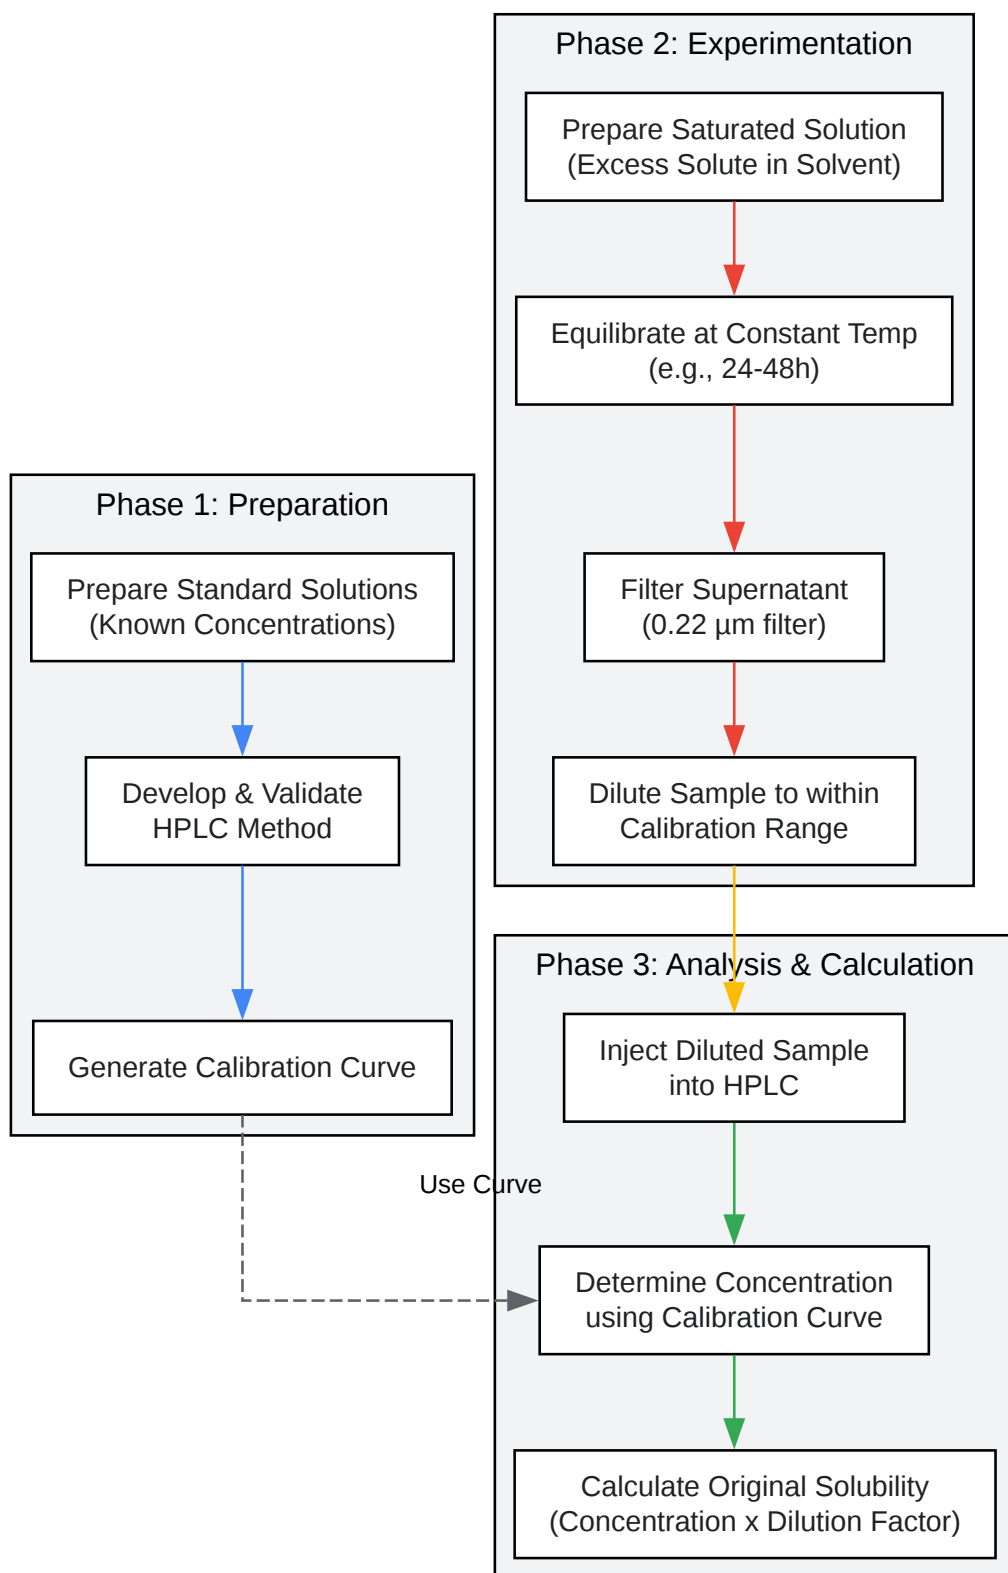 Phase 2: Experimentation
Prepare Saturated Solution
(Excess Solute in Solvent)
Equilibrate at Constant Temp
(e.g., 24-48h)
Filter Supernatant
(0.22 µm filter)
Dilute Sample to within
Calibration Range
Phase 1: Preparation
Prepare Standard Solutions
(Known Concentrations)
Develop & Validate
HPLC Method
Generate Calibration Curve
Use Curve
Phase 3: Analysis & Calculation
Inject Diluted Sample
into HPLC
Determine Concentration
using Calibration Curve
Calculate Original Solubility
(Concentration x Dilution Factor)